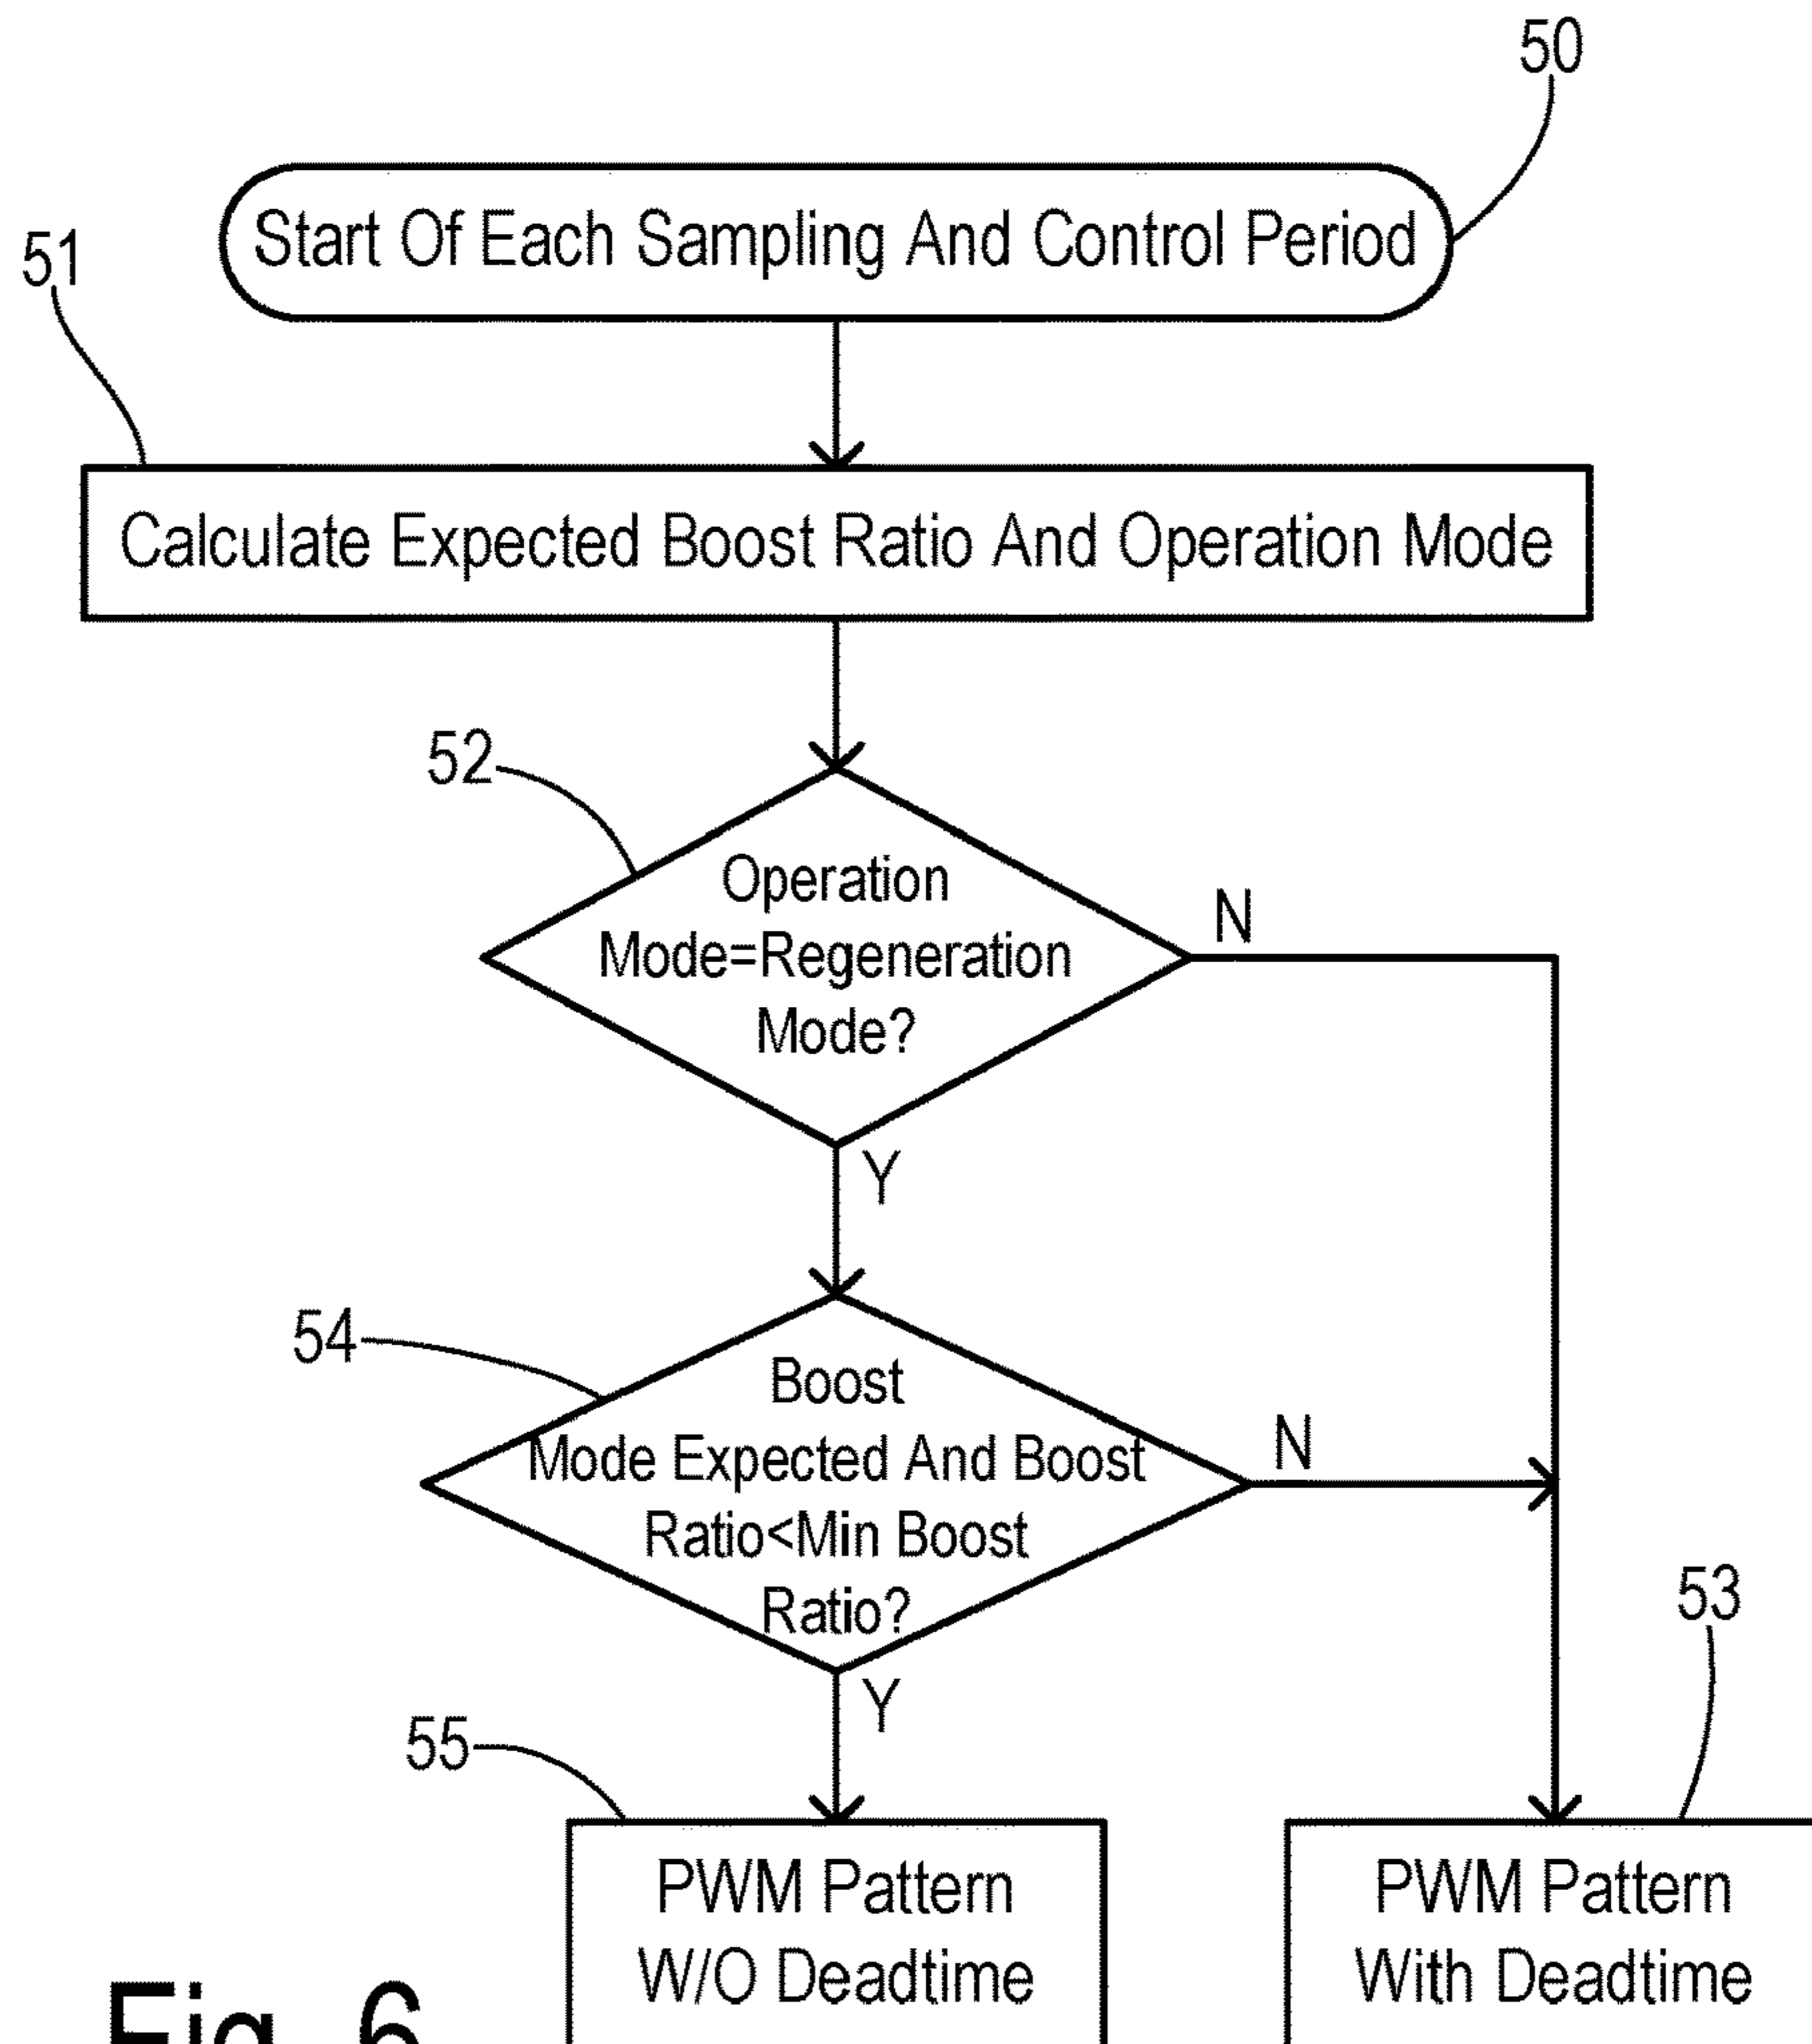 50
Start Of Each Sampling And Control Period
51
Calculate Expected Boost Ratio And Operation Mode
52
Operation
Mode=Regeneration
Mode?
N
Y
54
Boost
Mode Expected And Boost
Ratio<Min Boost
Ratio?
N
Y
53
55
PWM Pattern
W/O Deadtime
PWM Pattern
With Deadtime
Fig. 6